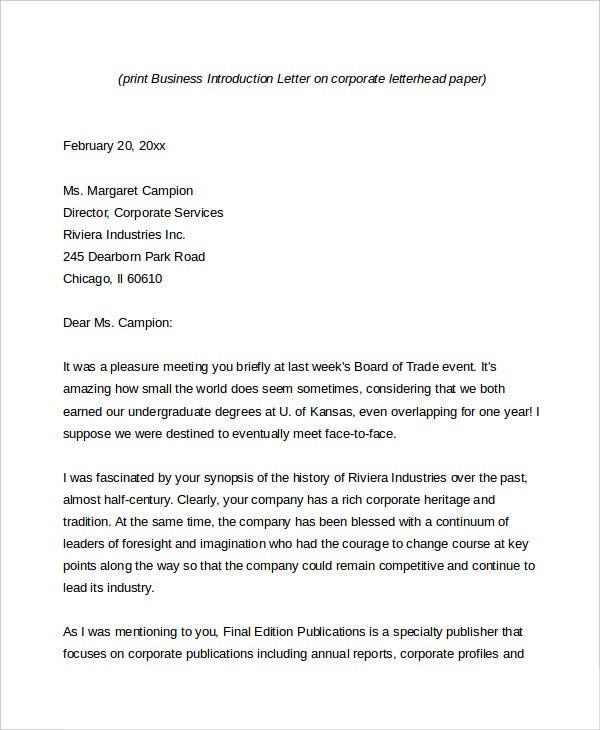 (print Business Introduction Letter on corporate letterhead paper)
February 20, 20xx
Ms. Margaret Campion
Director, Corporate Services
Riviera Industries Inc.
245 Dearborn Park Road
Chicago, Il 60610
Dear Ms. Campion:
It was a pleasure meeting you briefly at last week's Board of Trade event. It's
amazing how small the world does seem sometimes, considering that we both
earned our undergraduate degrees at U. of Kansas, even overlapping for one year! I
suppose we were destined to eventually meet face-to-face.
I was fascinated by your synopsis of the history of Riviera Industries over the past,
almost half-century. Clearly, your company has a rich corporate heritage and
tradition. At the same time, the company has been blessed with a continuum of
leaders of foresight and imagination who had the courage to change course at key
points along the way so that the company could remain competitive and continue to
lead its industry.
As I was mentioning to you, Final Edition Publications is a specialty publisher that
focuses on corporate publications including annual reports, corporate profiles and